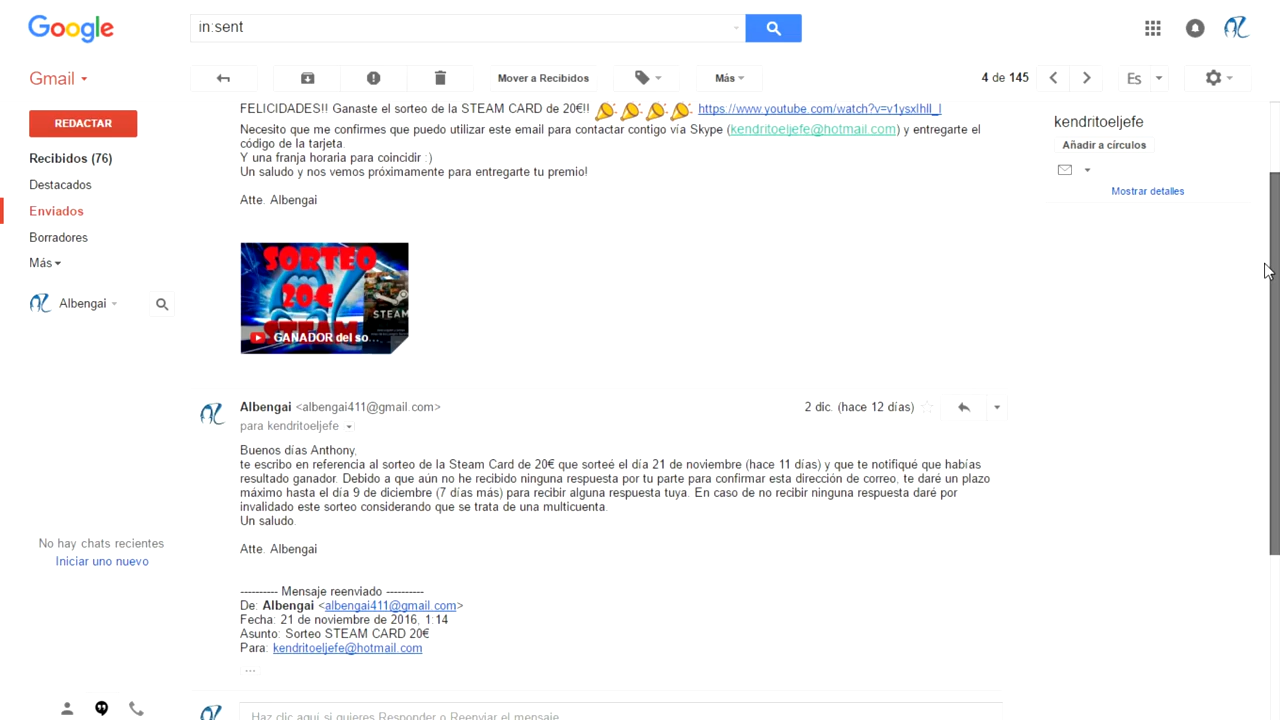 Google
in:sent
Gmail
Mover a Recibidos
Más
4 de 145
Es
REDACTAR
Recibidos (76)
Destacados
Enviados
Borradores
Más
Albengai
No hay chats recientes
Iniciar uno nuevo
FELICIDADES!! Ganaste el sorteo de la STEAM CARD de 20€!! https://www.youtube.com/watch?v=v1ysxIhlI_I
Necesito que me confirmes que puedo utilizar este email para contactar contigo vía Skype (kendritoeljefe@hotmail.com) y entregarte el
código de la tarjeta.
Y una franja horaria para coincidir :)
Un saludo y nos vemos próximamente para entregarte tu premio!
Atte. Albengai
SORTEO
20€
STEAM
STEAM
GANADOR del so...
Albengai <albengai411@gmail.com>
2 dic. (hace 12 días)
para kendritoeljefe
Buenos días Anthony,
te escribo en referencia al sorteo de la Steam Card de 20€ que sorteé el día 21 de noviembre (hace 11 días) y que te notifiqué que habías
resultado ganador. Debido a que aún no he recibido ninguna respuesta por tu parte para confirmar esta dirección de correo, te daré un plazo
máximo hasta el día 9 de diciembre (7 días más) para recibir alguna respuesta tuya. En caso de no recibir ninguna respuesta daré por
invalidado este sorteo considerando que se trata de una multicuenta.
Un saludo.
Atte. Albengai
---------- Mensaje reenviado ----------
De: Albengai <albengai411@gmail.com>
Fecha: 21 de noviembre de 2016, 1:14
Asunto: Sorteo STEAM CARD 20€
Para: kendritoeljefe@hotmail.com
...
Haz clic aquí si quieres Responder o Reenviar el mensaje
kendritoeljefe
Añadir a círculos
Mostrar detalles